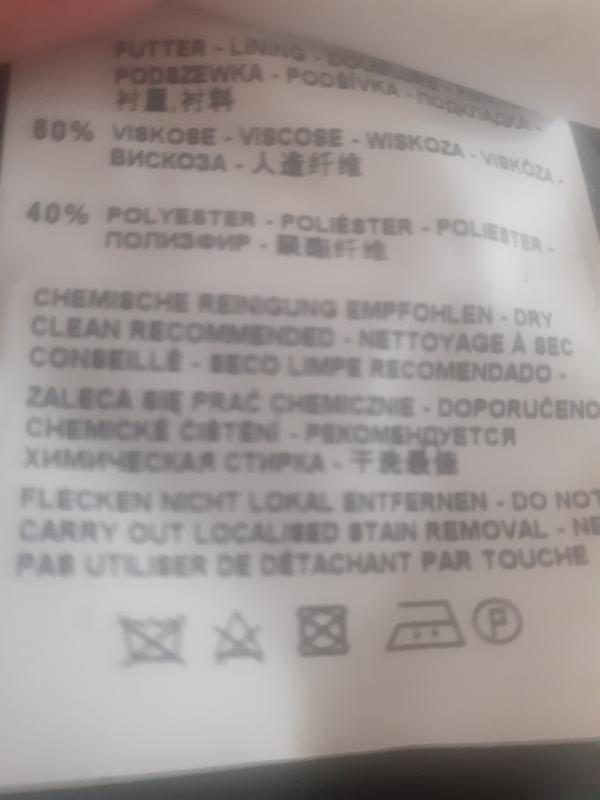 FUTTER - LINING - DOUBLURE -
PODSZEWKA - PODŠÍVKA - ПОДКЛАДКА -
衬里,衬料
60% VISKOSE - VISCOSE - WISKOZA - VISKÓZA -
ВИСКОЗА - 人造纤维
40% POLYESTER - POLIÉSTER - POLIESTER -
ПОЛИЭФИР - 聚酯纤维
CHEMISCHE REINIGUNG EMPFOHLEN - DRY
CLEAN RECOMMENDED - NETTOYAGE À SEC
CONSEILLÉ - SECO LIMPE RECOMENDADO -
ZALECA SIĘ PRAĆ CHEMICZNIE - DOPORUČENO
CHEMICKÉ ČIŠTĚNÍ - РЕКОМЕНДУЕТСЯ
ХИМИЧЕСКАЯ СТИРКА - 干洗最佳
FLECKEN NICHT LOKAL ENTFERNEN - DO NOT
CARRY OUT LOCALISED STAIN REMOVAL - NE
PAS UTILISER DE DÉTACHANT PAR TOUCHE
P